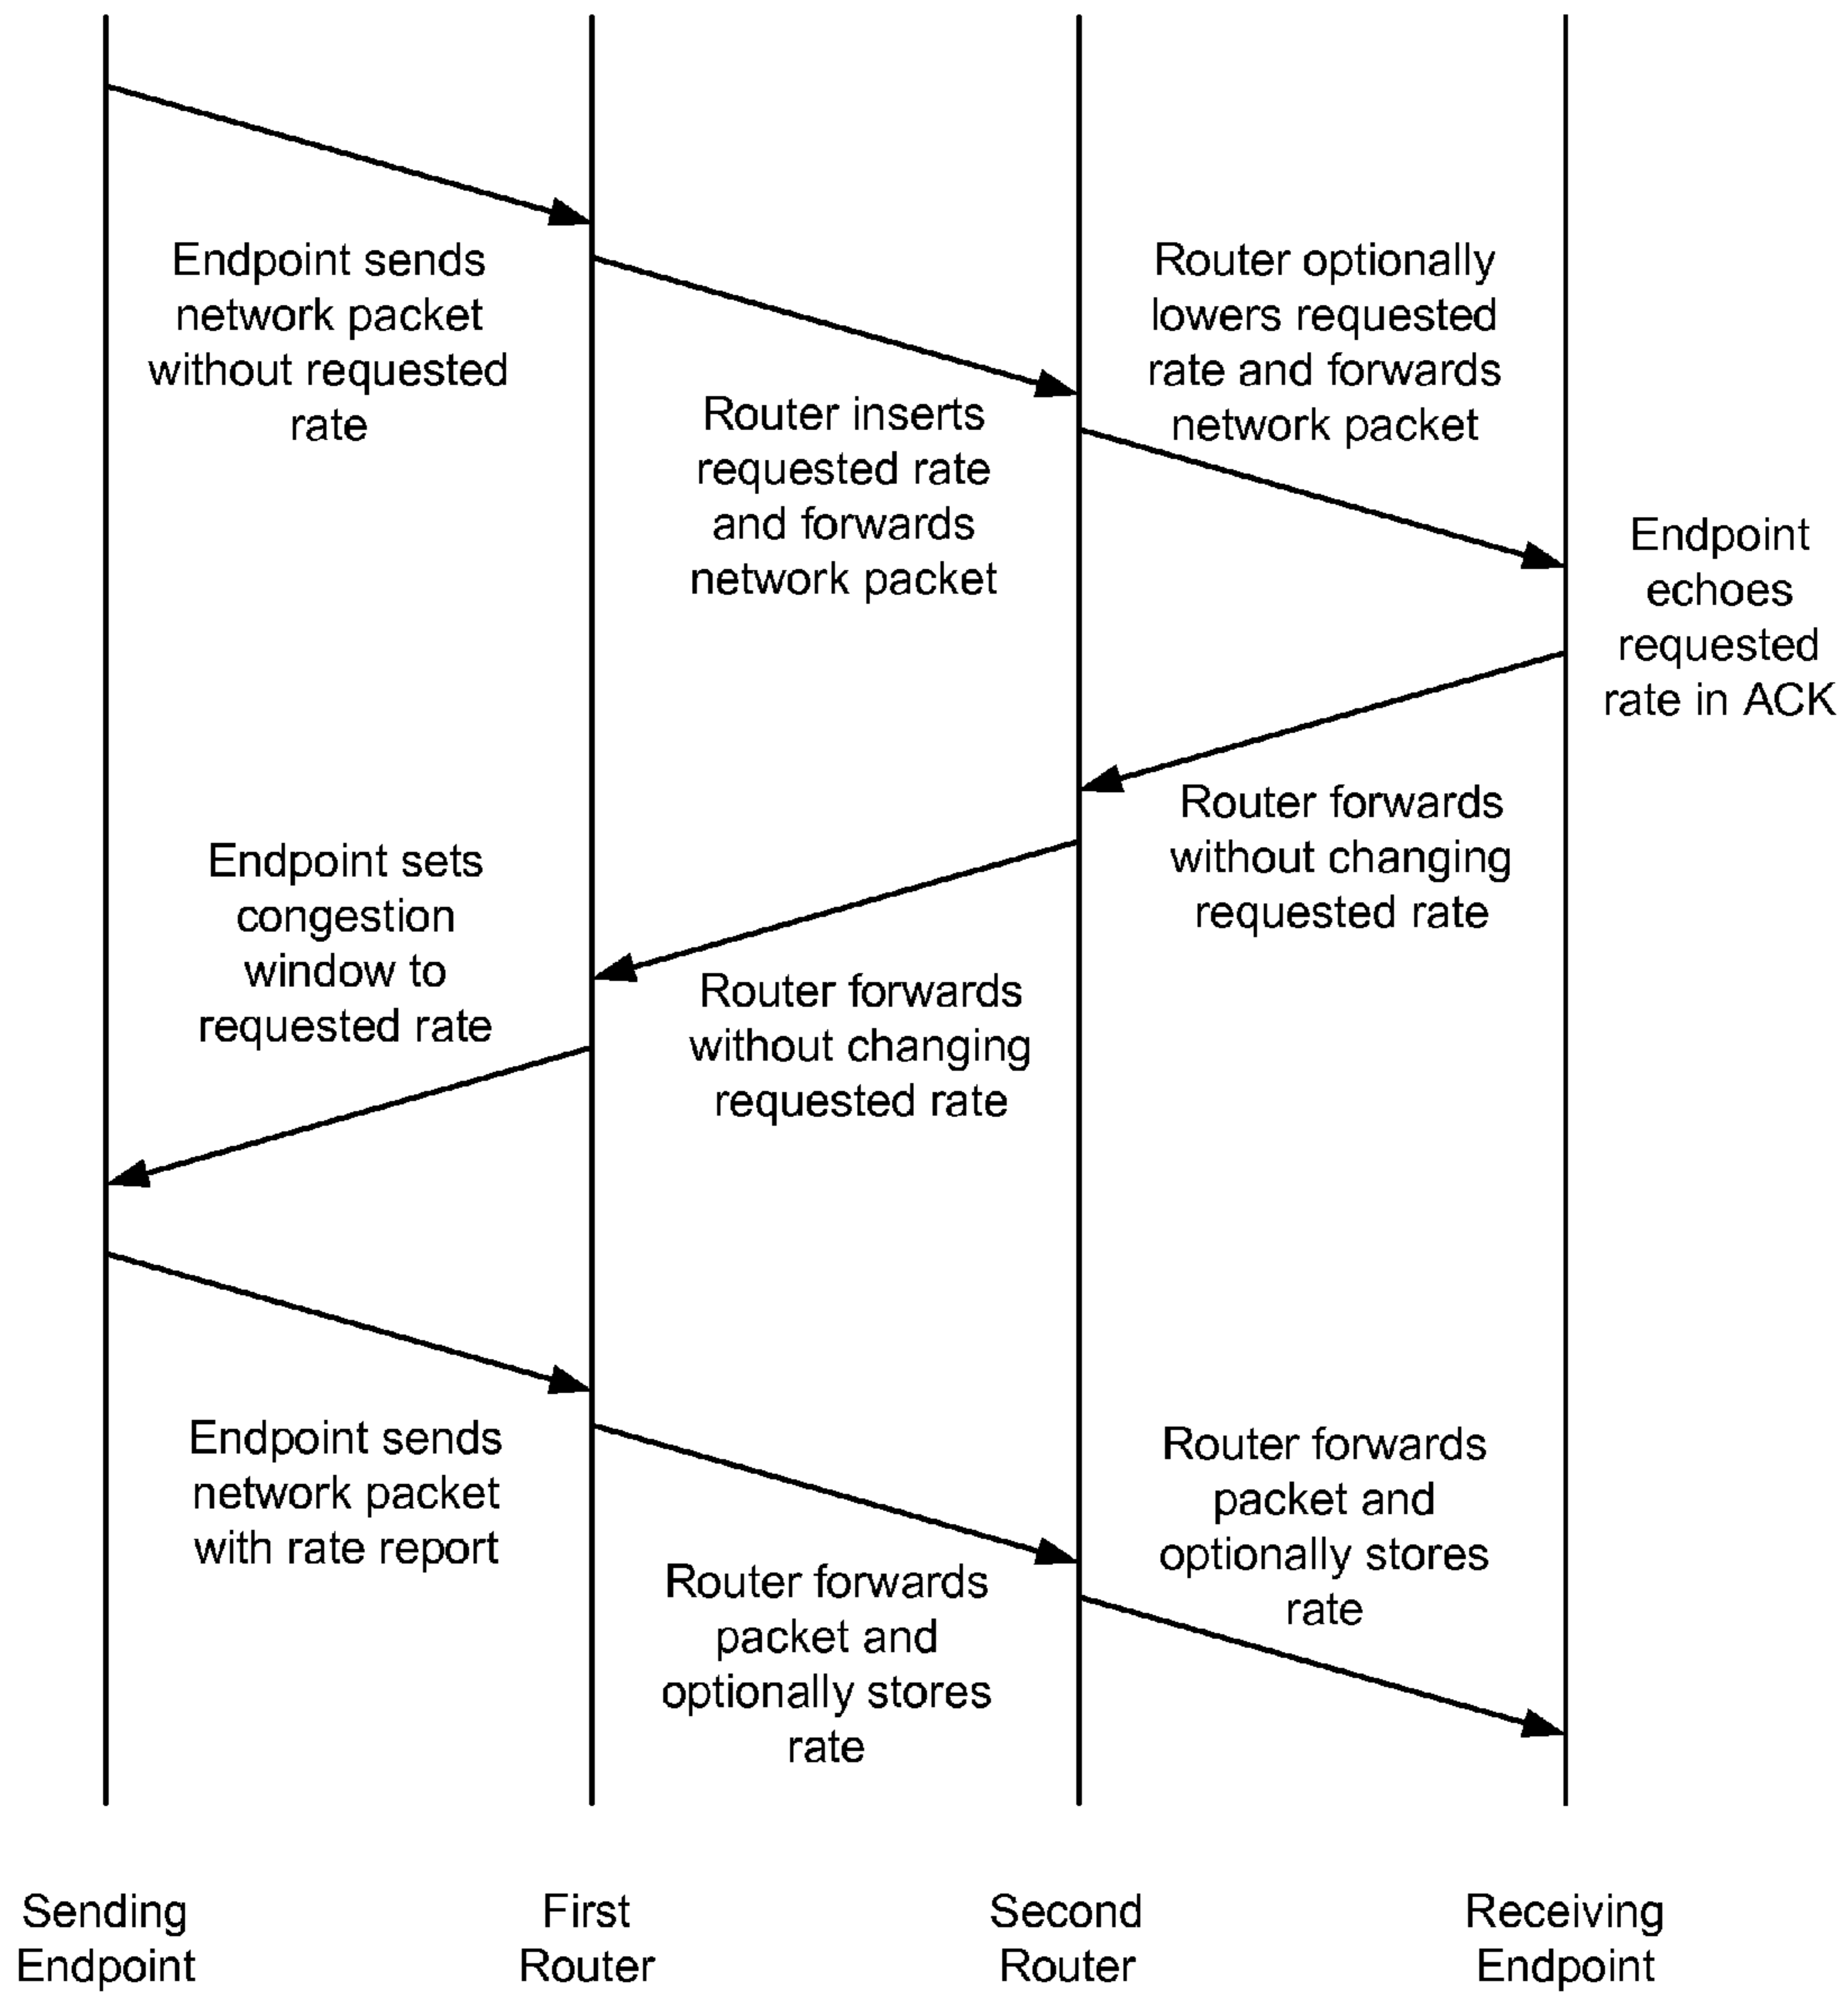 Endpoint sends
network packet
without requested
rate
Router inserts
requested rate
and forwards
network packet
Router optionally
lowers requested
rate and forwards
network packet
Endpoint
echoes
requested
rate in ACK
Router forwards
without changing
requested rate
Router forwards
without changing
requested rate
Endpoint sets
congestion
window to
requested rate
Endpoint sends
network packet
with rate report
Router forwards
packet and
optionally stores
rate
Router forwards
packet and
optionally stores
rate
Sending
Endpoint
First
Router
Second
Router
Receiving
Endpoint